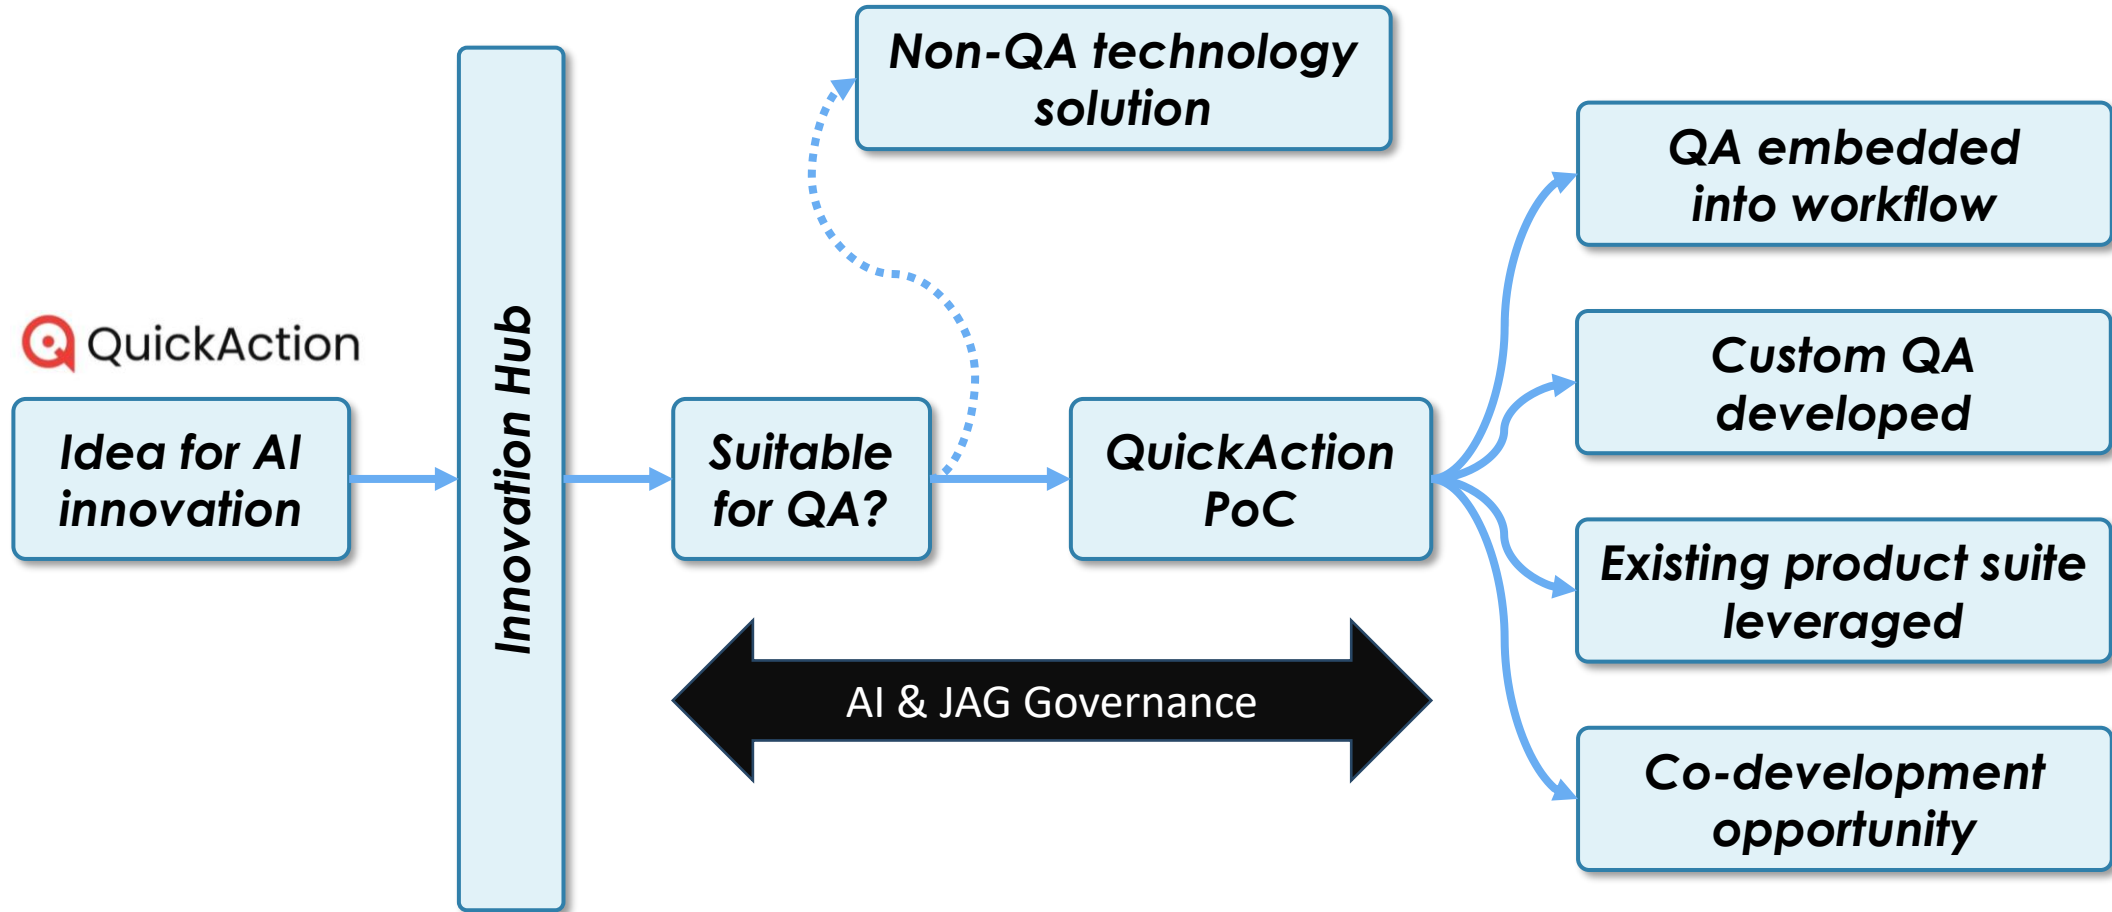 QuickAction
Idea for AI
innovation
Innovation Hub
Suitable
for QA?
Non-QA technology
solution
QuickAction
PoC
AI & JAG Governance
QA embedded
into workflow
Custom QA
developed
Existing product suite
leveraged
Co-development
opportunity